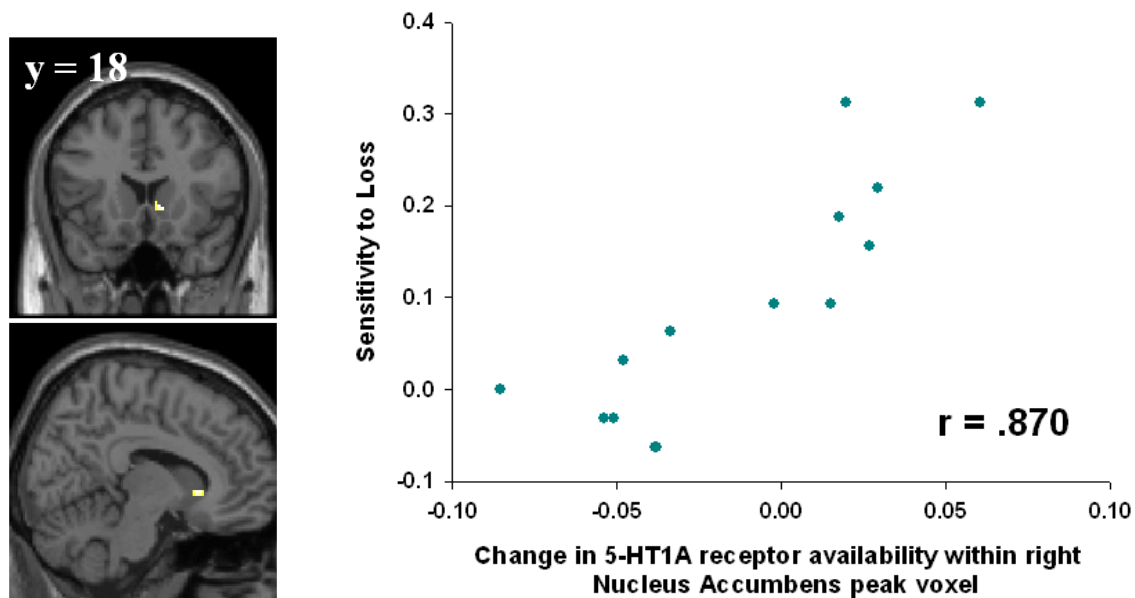 y = 18
0.4
0.3
0.2
0.1
0.0
-0.1
Sensitivity to Loss
r = .870
-0.10
-0.05
0.00
0.05
0.10
Change in 5-HT1A receptor availability within right
Nucleus Accumbens peak voxel